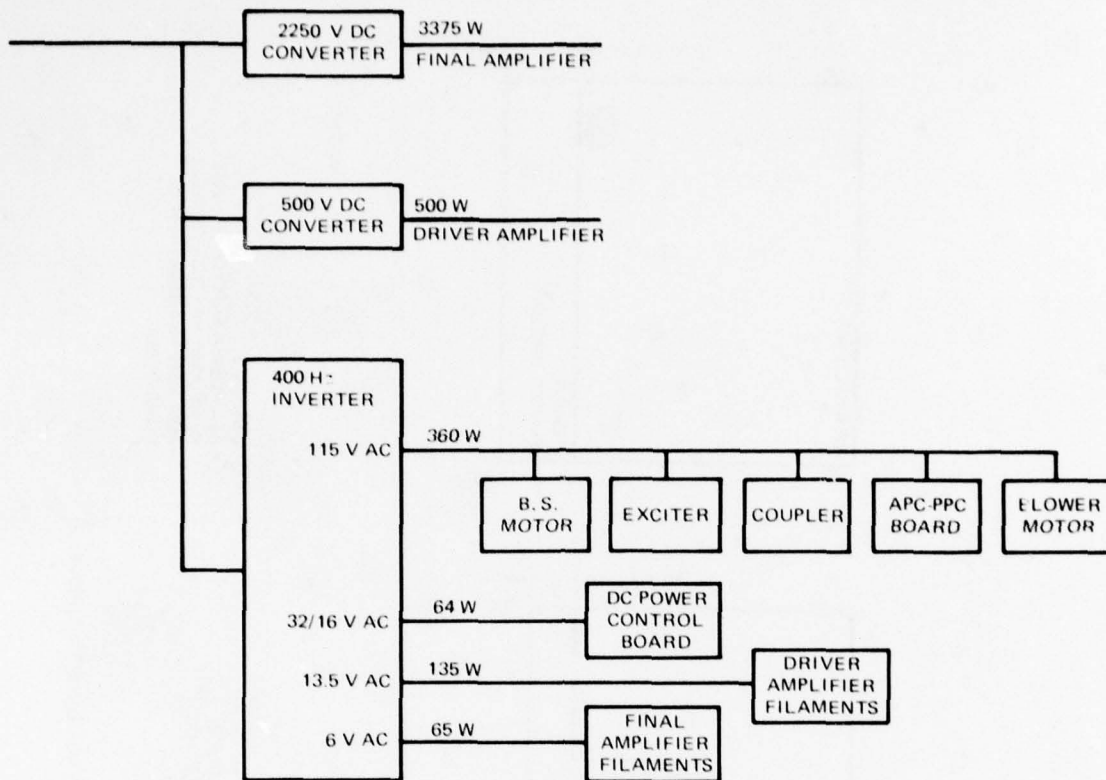 2250 V DC
CONVERTER
3375 W
FINAL AMPLIFIER
500 V DC
CONVERTER
500 W
DRIVER AMPLIFIER
400 H
INVERTER
115 V AC
360 W
B. S.
MOTOR
EXCITER
COUPLER
APC-PPC
BOARD
BLOWER
MOTOR
32/16 V AC
64 W
DC POWER
CONTROL
BOARD
13.5 V AC
135 W
DRIVER
AMPLIFIER
FILAMENTS
6 V AC
65 W
FINAL
AMPLIFIER
FILAMENTS